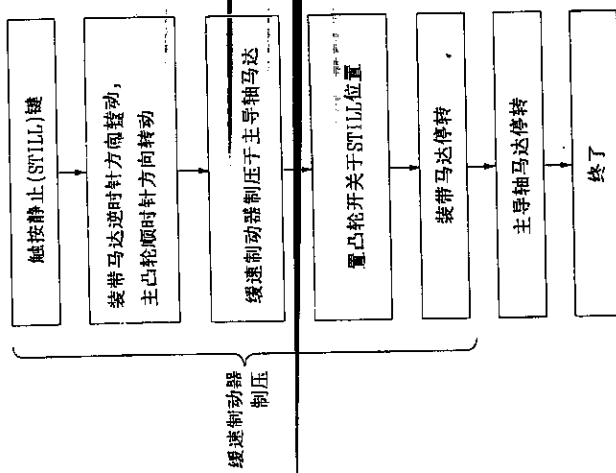 触按静止(STILL)键
装带马达逆时针方向转动,
主凸轮顺时针方向转动
缓速制动器制压于主导轴马达
置凸轮开关于STILL位置
装带马达停转
主导轴马达停转
终了
缓速制动器
制压